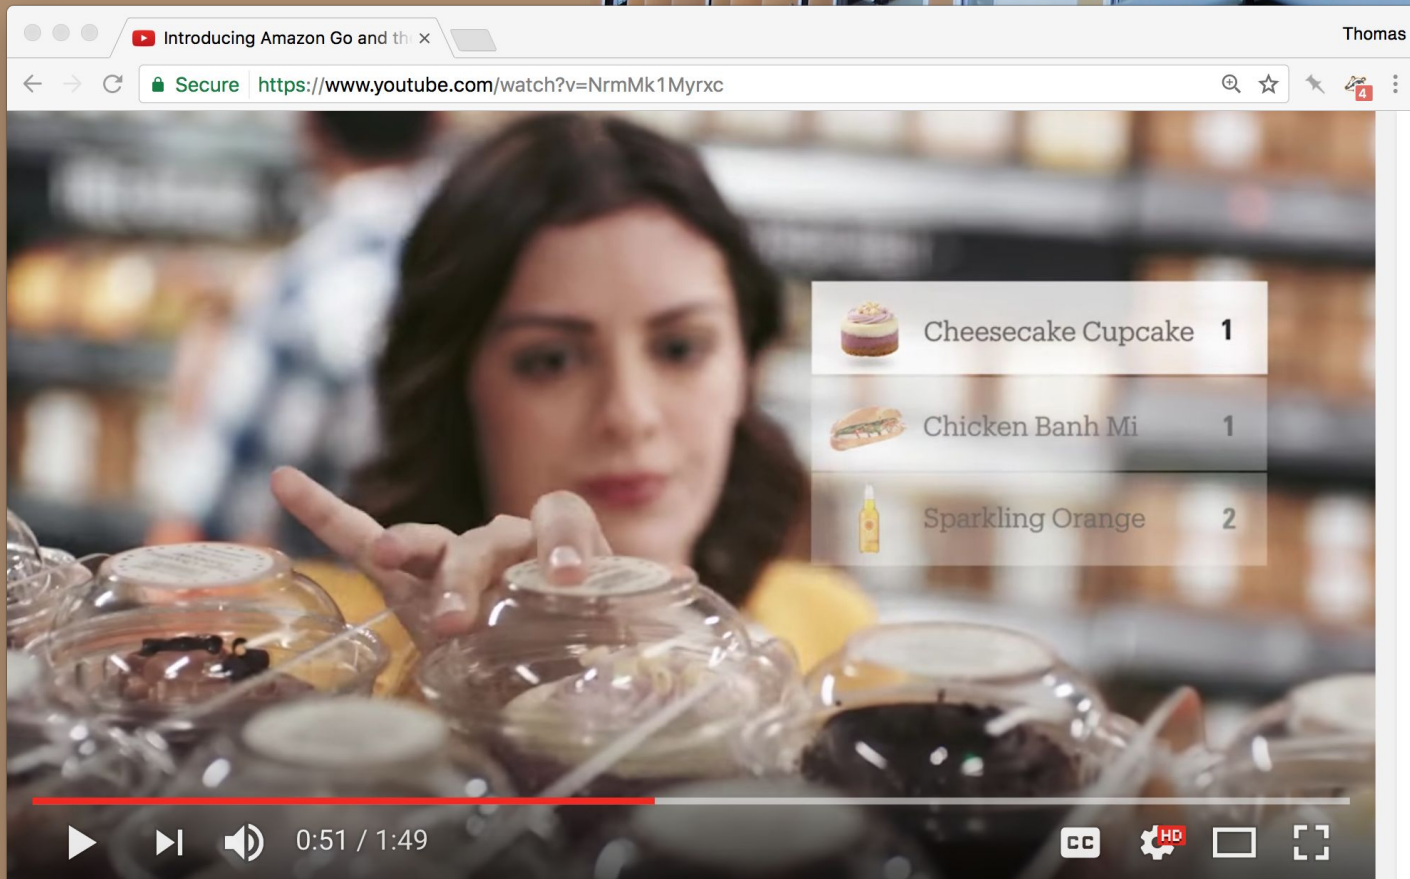 Introducing Amazon Go and th
Thomas
Secure https://www.youtube.com/watch?v=NrmMk1Myrxc
4
Cheesecake Cupcake 1
Chicken Banh Mi 1
Sparkling Orange 2
0:51 / 1:49
CC
HD